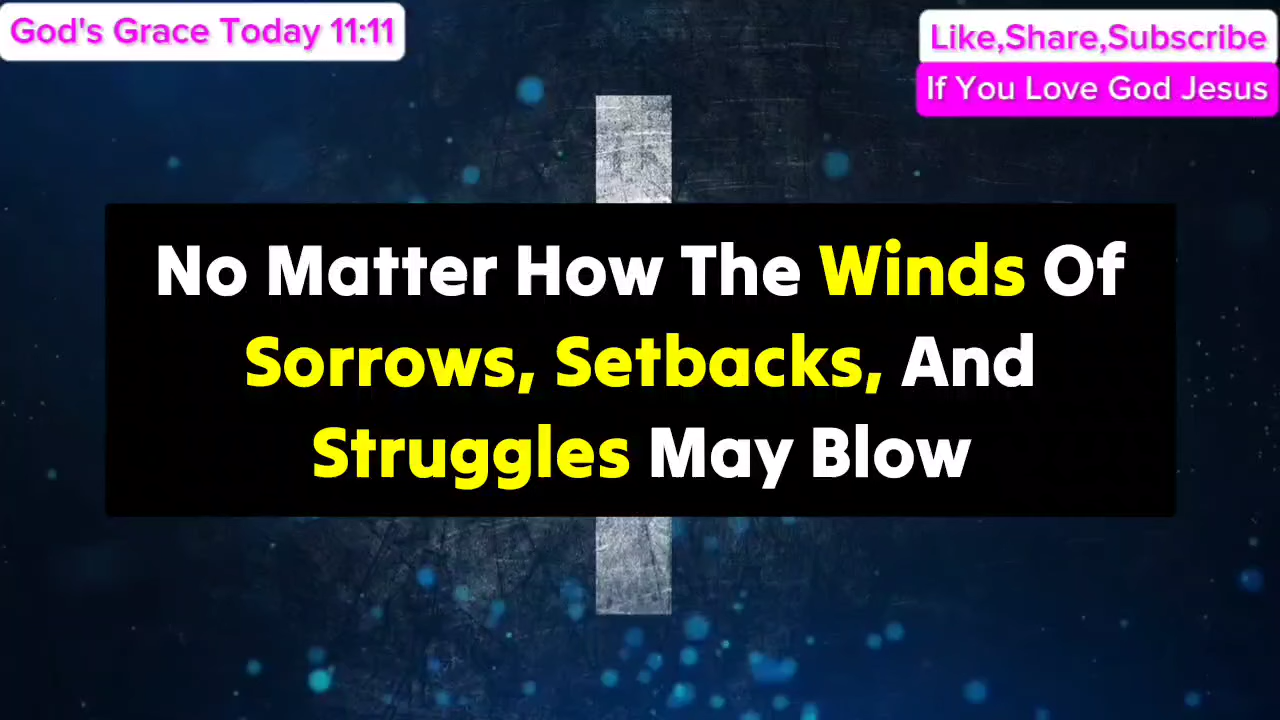 God's Grace Today 11:11
Like,Share,Subscribe
If You Love God Jesus
No Matter How The Winds Of
Sorrows, Setbacks, And
Struggles May Blow